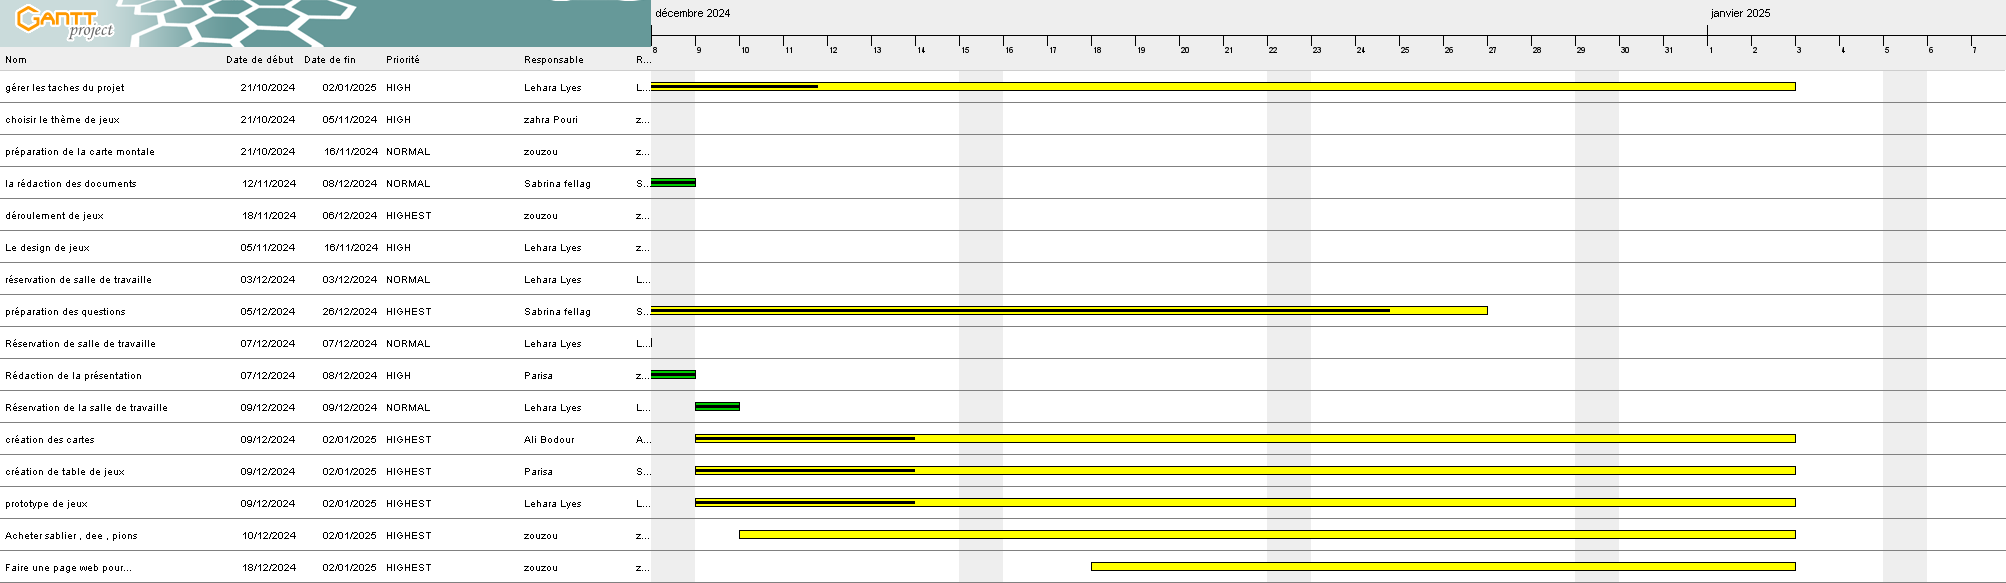 GANTT project
décembre 2024 janvier 2025
8 9 10 11 12 13 14 15 16 17 18 19 20 21 22 23 24 25 26 27 28 29 30 31 1 2 3 4 5 6 7
Nom Date de début Date de fin Priorité Responsable R...
gérer les taches du projet 21/10/2024 02/01/2025 HIGH Lehara Lyes L...
choisir le thème de jeux 21/10/2024 05/11/2024 HIGH zahra Pouri z...
préparation de la carte montale 21/10/2024 16/11/2024 NORMAL zouzou z...
la rédaction des documents 12/11/2024 08/12/2024 NORMAL Sabrina fellag S...
déroulement de jeux 18/11/2024 06/12/2024 HIGHEST zouzou z...
Le design de jeux 05/11/2024 16/11/2024 HIGH Lehara Lyes z...
réservation de salle de travaille 03/12/2024 03/12/2024 NORMAL Lehara Lyes L...
préparation des questions 05/12/2024 26/12/2024 HIGHEST Sabrina fellag S...
Réservation de salle de travaille 07/12/2024 07/12/2024 NORMAL Lehara Lyes L...
Rédaction de la présentation 07/12/2024 08/12/2024 HIGH Parisa z...
Réservation de la salle de travaille 09/12/2024 09/12/2024 NORMAL Lehara Lyes L...
création des cartes 09/12/2024 02/01/2025 HIGHEST Ali Bodour A...
création de table de jeux 09/12/2024 02/01/2025 HIGHEST Parisa S...
prototype de jeux 09/12/2024 02/01/2025 HIGHEST Lehara Lyes L...
Acheter sablier , dee , pions 10/12/2024 02/01/2025 HIGHEST zouzou z...
Faire une page web pour... 18/12/2024 02/01/2025 HIGHEST zouzou z...